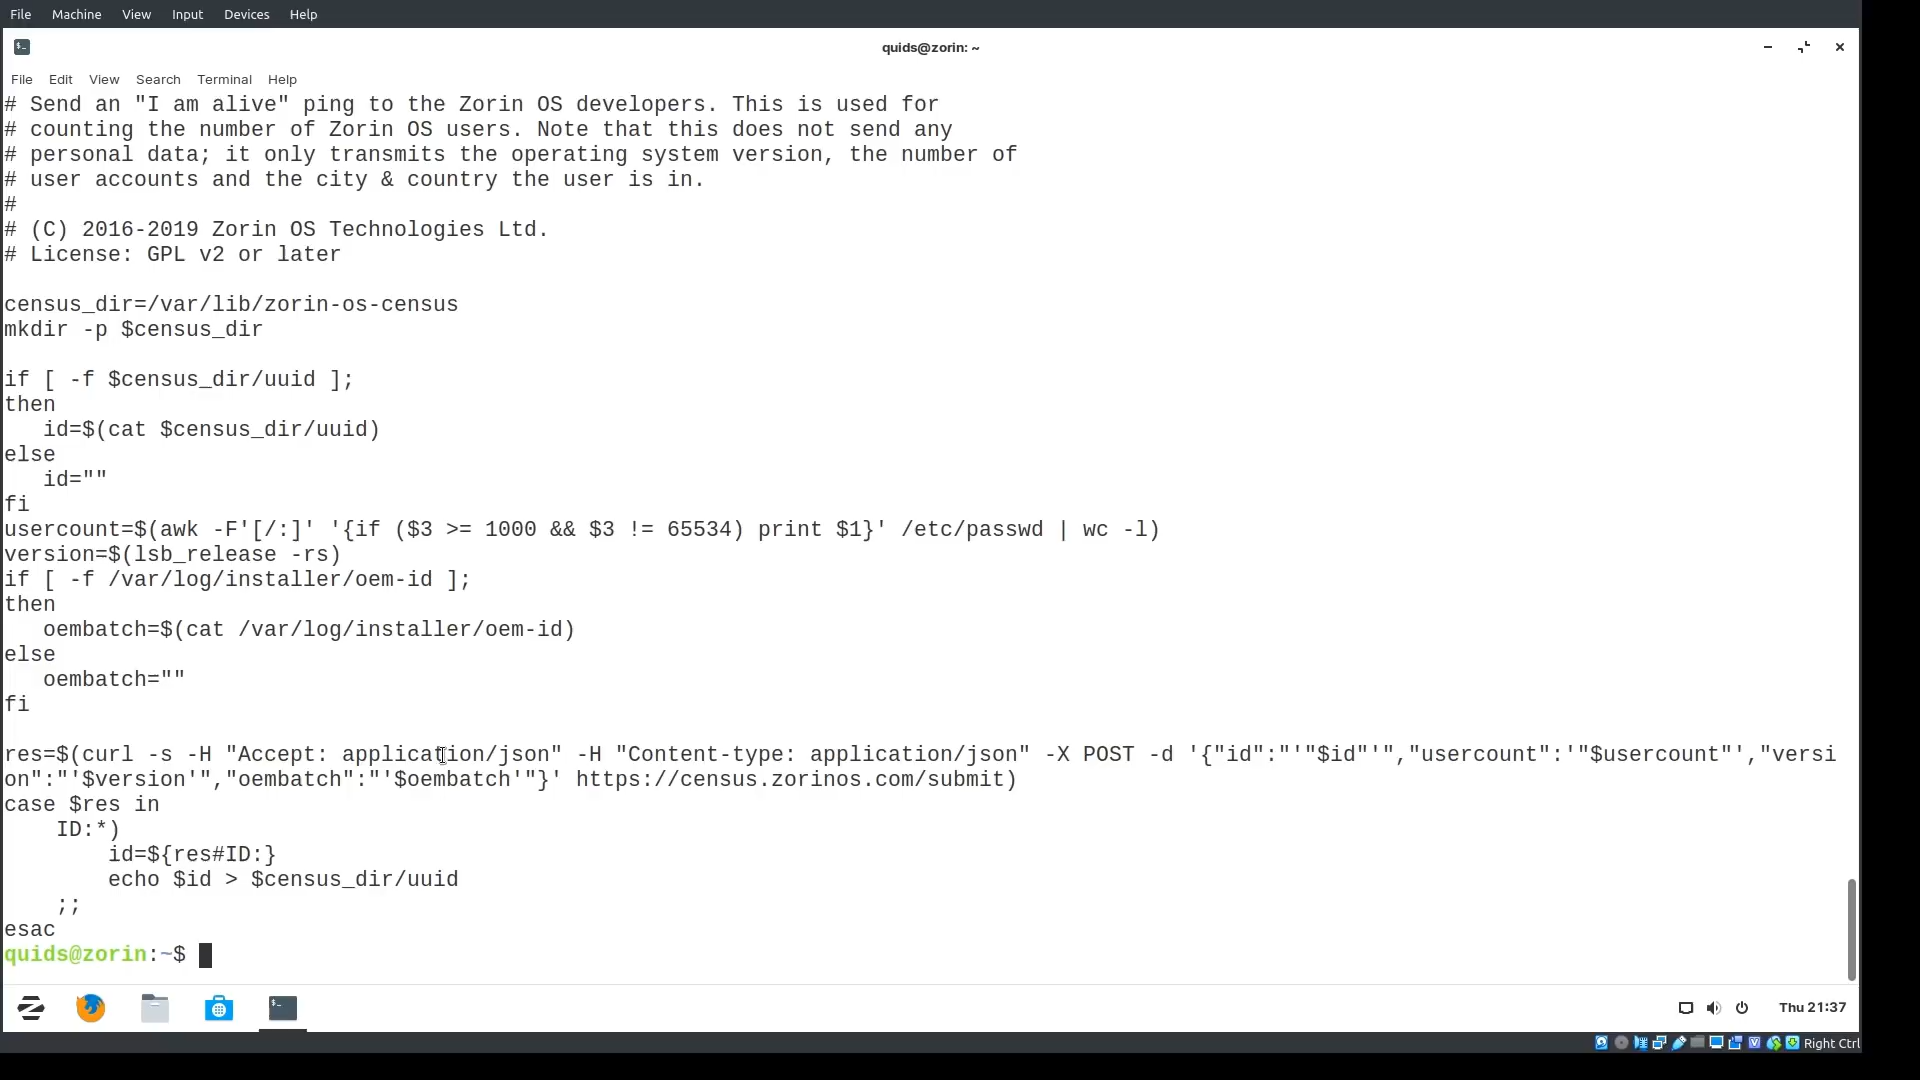 File Machine View Input Devices Help
quids@zorin: ~
File Edit View Search Terminal Help
# Send an "I am alive" ping to the Zorin OS developers. This is used for
# counting the number of Zorin OS users. Note that this does not send any
# personal data; it only transmits the operating system version, the number of
# user accounts and the city & country the user is in.
#
# (C) 2016-2019 Zorin OS Technologies Ltd.
# License: GPL v2 or later
census_dir=/var/lib/zorin-os-census
mkdir -p $census_dir
if [ -f $census_dir/uuid ];
then
   id=$(cat $census_dir/uuid)
else
   id=""
fi
usercount=$(awk -F'[/:]' '{if ($3 >= 1000 && $3 != 65534) print $1}' /etc/passwd | wc -l)
version=$(lsb_release -rs)
if [ -f /var/log/installer/oem-id ];
then
   oembatch=$(cat /var/log/installer/oem-id)
else
   oembatch=""
fi
res=$(curl -s -H "Accept: application/json" -H "Content-type: application/json" -X POST -d '{"id":"'"$id"'","usercount":'"$usercount"',"versi
on":"'$version'","oembatch":"'$oembatch'"}' https://census.zorinos.com/submit)
case $res in
    ID:*)
        id=${res#ID:}
        echo $id > $census_dir/uuid
    ;;
esac
quids@zorin:~$
Thu 21:37
Right Ctrl